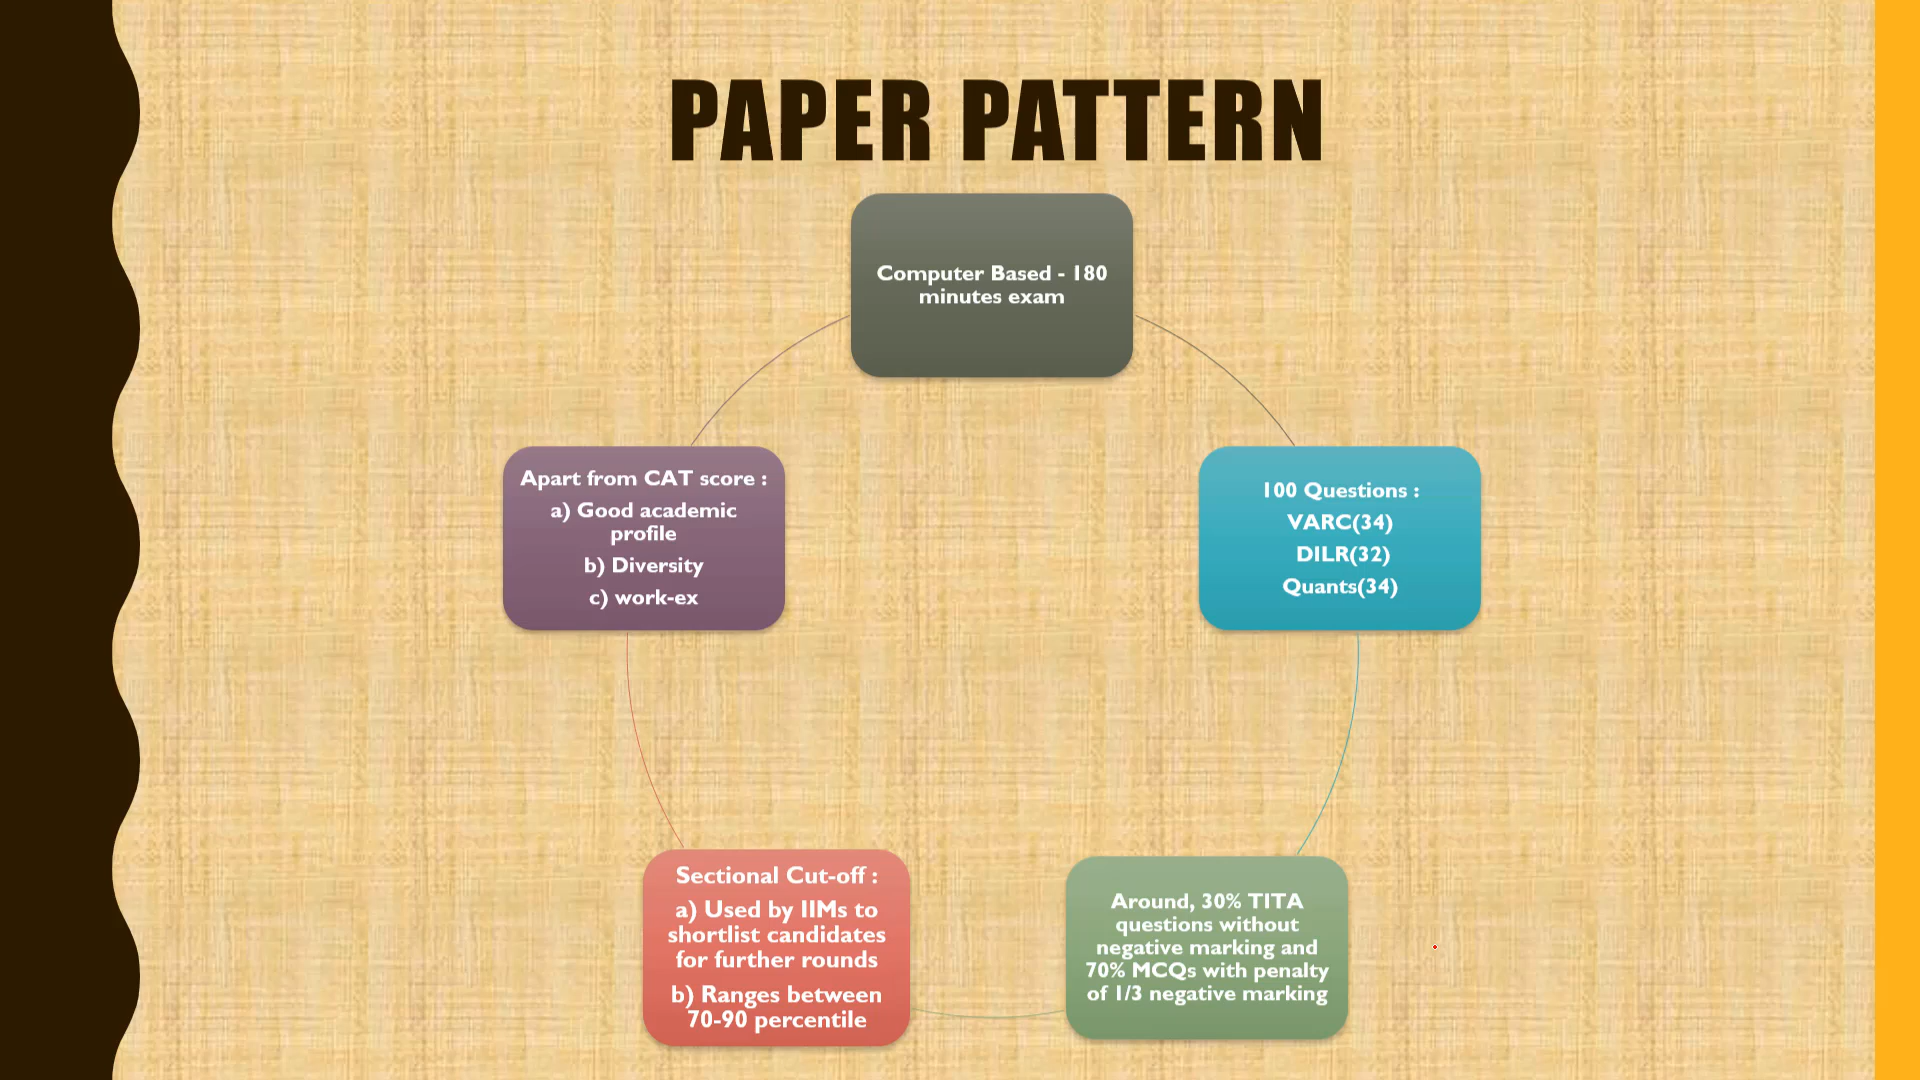 PAPER PATTERN
Computer Based - 180
minutes exam
Apart from CAT score :
a) Good academic
profile
b) Diversity
c) work-ex
100 Questions :
VARC(34)
DILR(32)
Quants(34)
Sectional Cut-off :
a) Used by IIMs to
shortlist candidates
for further rounds
b) Ranges between
70-90 percentile
Around, 30% TITA
questions without
negative marking and
70% MCQs with penalty
of 1/3 negative marking